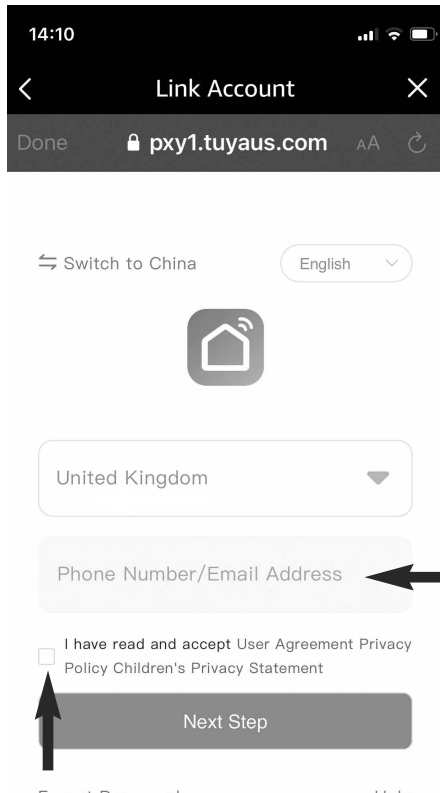 14:10
Link Account
Done pxy1.tuyaus.com AA
Switch to China English
United Kingdom
Phone Number/Email Address
I have read and accept User Agreement Privacy
Policy Children's Privacy Statement
Next Step